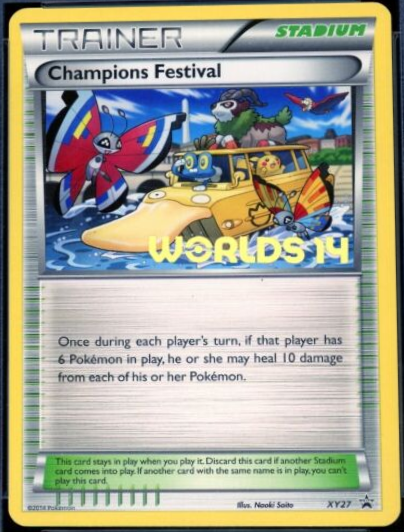 TRAINER
STADIUM
Champions Festival
WORLDS 14
Once during each player's turn, if that player has
6 Pokémon in play, he or she may heal 10 damage
from each of his or her Pokémon.
This card stays in play when you play it. Discard this card if another Stadium
card comes into play. If another card with the same name is in play, you can't
play this card.
©2014 Pokémon
Illus. Naoki Saito
XY27